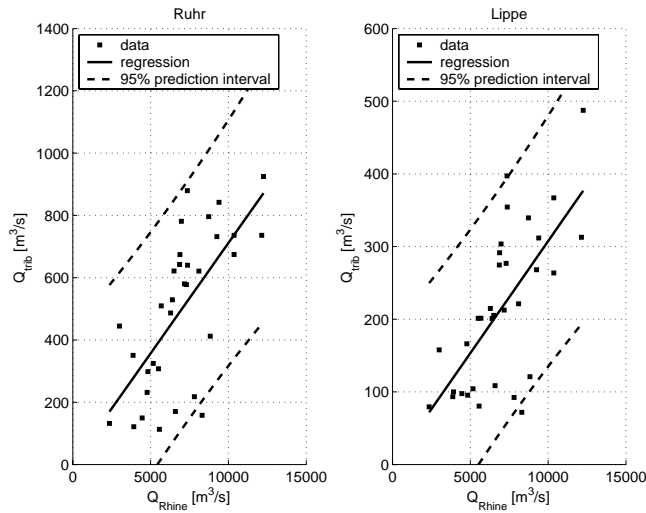 Ruhr
data
regression
95% prediction interval
1400
1200
1000
800
600
400
200
0
Q_trib [m³/s]
0
5000
10000
15000
Q_Rhine [m³/s]
Lippe
data
regression
95% prediction interval
600
500
400
300
200
100
0
Q_trib [m³/s]
0
5000
10000
15000
Q_Rhine [m³/s]